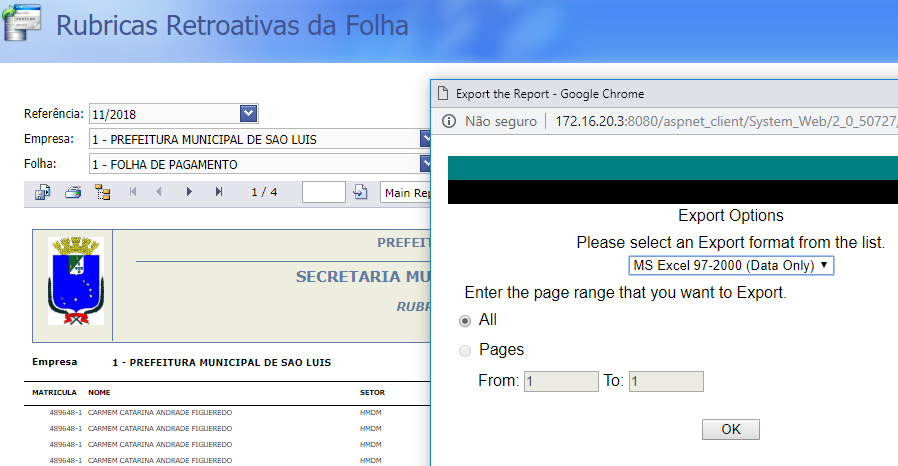 Rubricas Retroativas da Folha
Referência: 11/2018
Empresa: 1 - PREFEITURA MUNICIPAL DE SAO LUIS
Folha: 1 - FOLHA DE PAGAMENTO
1 / 4
Main Rep
PREFEIT
SECRETARIA MU
RUBR
Empresa 1 - PREFEITURA MUNICIPAL DE SAO LUIS
MATRICULA NOME SETOR
489648-1 CARMEM CATARINA ANDRADE FIGUEREDO HMDM
489648-1 CARMEM CATARINA ANDRADE FIGUEREDO HMDM
489648-1 CARMEM CATARINA ANDRADE FIGUEREDO HMDM
489648-1 CARMEM CATARINA ANDRADE FIGUEREDO HMDM
Export the Report - Google Chrome
Não seguro 172.16.20.3:8080/aspnet_client/System_Web/2_0_50727/
Export Options
Please select an Export format from the list.
MS Excel 97-2000 (Data Only)
Enter the page range that you want to Export.
All
Pages
From: 1 To: 1
OK